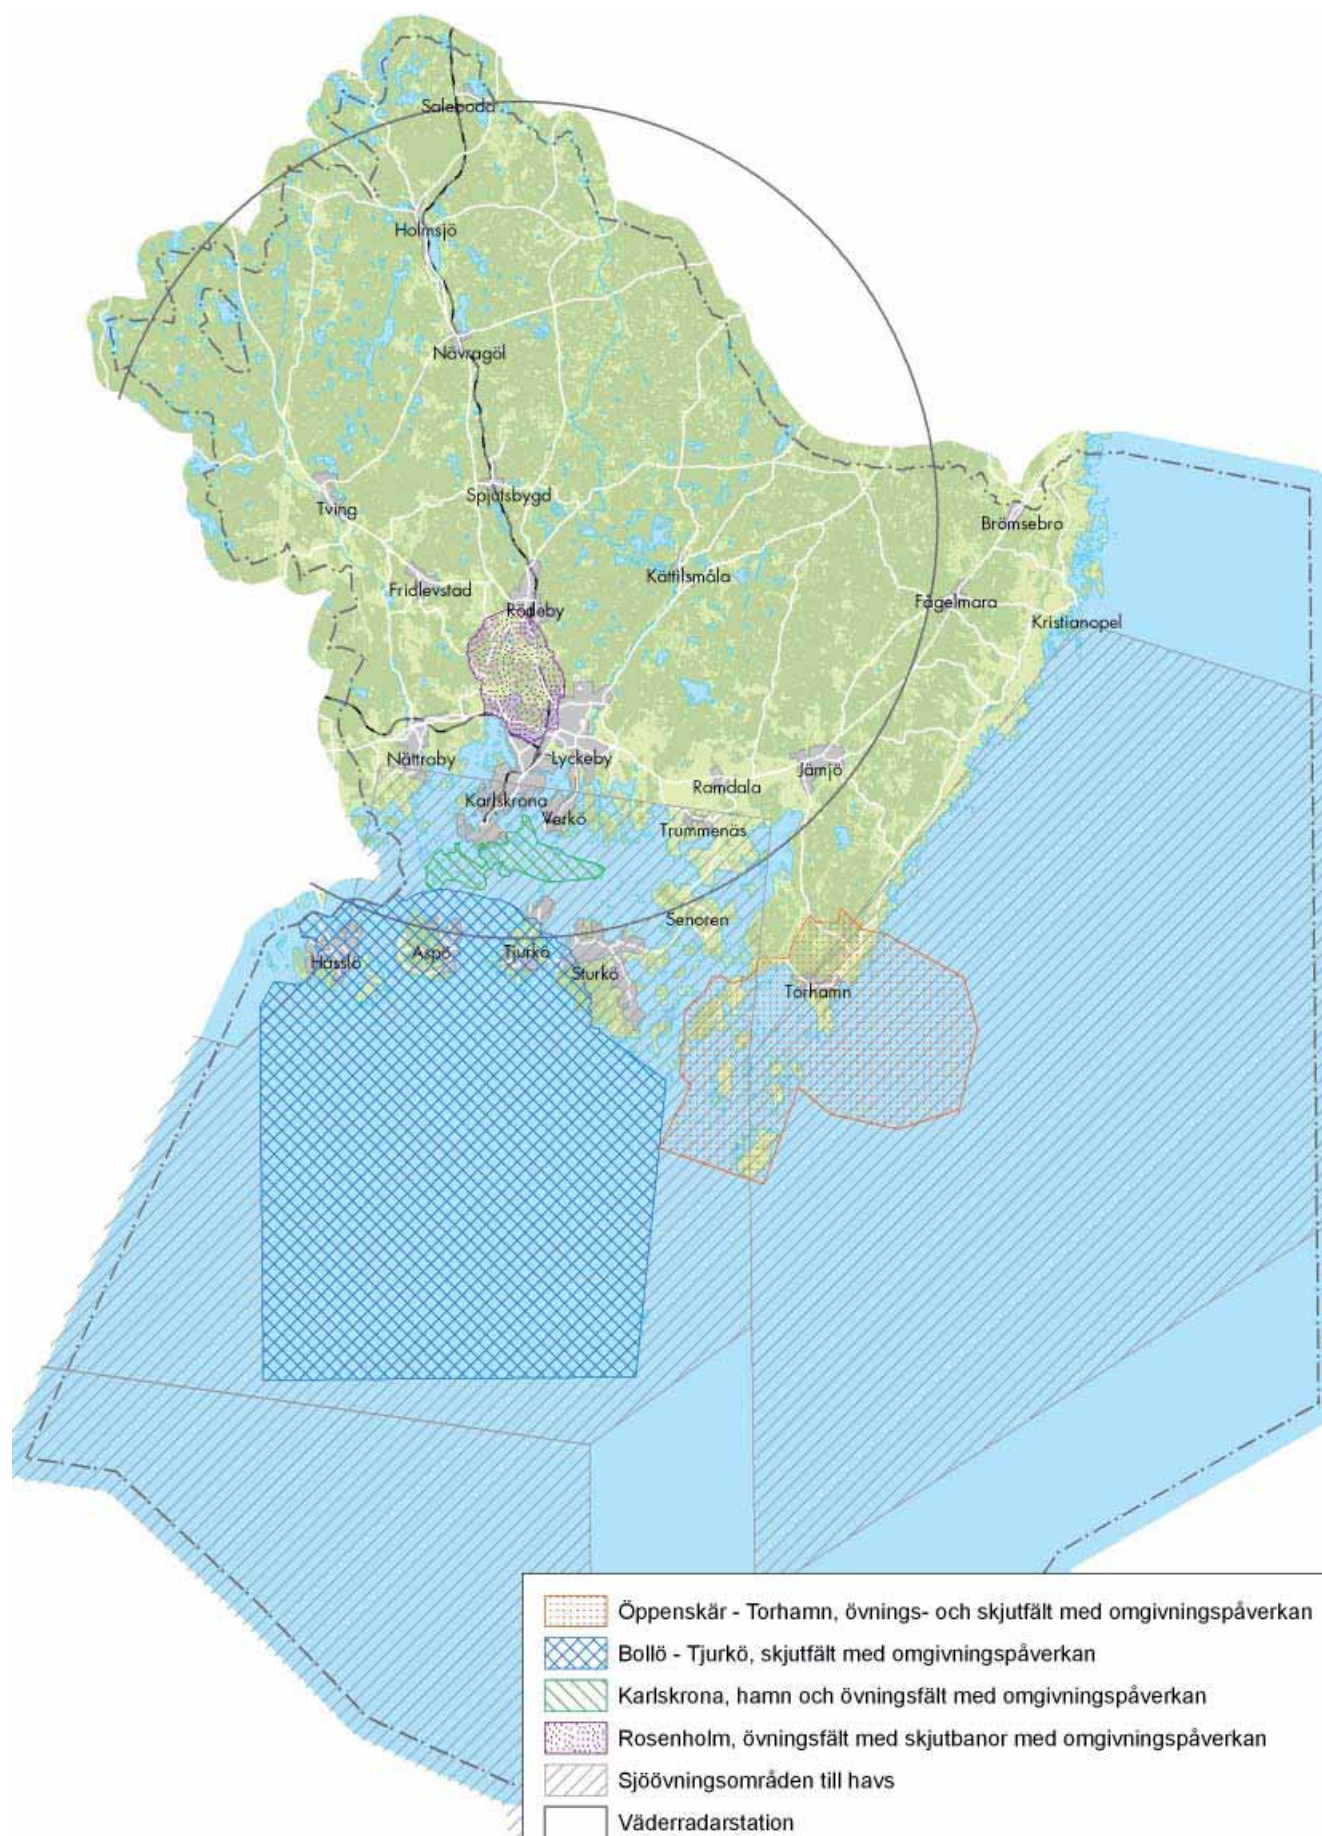 Saleboda
Holmsjö
Nävragöl
Spjutsbygd
Tving
Brömsebro
Kättilsmåla
Fridlevstad
Fågelmara
Rödeby
Kristianopel
Nättraby
Lyckeby
Jämjö
Ramdala
Karlskrona
Verkö
Trummenäs
Senoren
Hasslö
Aspö
Tjurkö
Sturkö
Torhamn
Öppenskär - Torhamn, övnings- och skjutfält med omgivningspåverkan
Bollö - Tjurkö, skjutfält med omgivningspåverkan
Karlskrona, hamn och övningsfält med omgivningspåverkan
Rosenholm, övningsfält med skjutbanor med omgivningspåverkan
Sjöövningsområden till havs
Väderradarstation